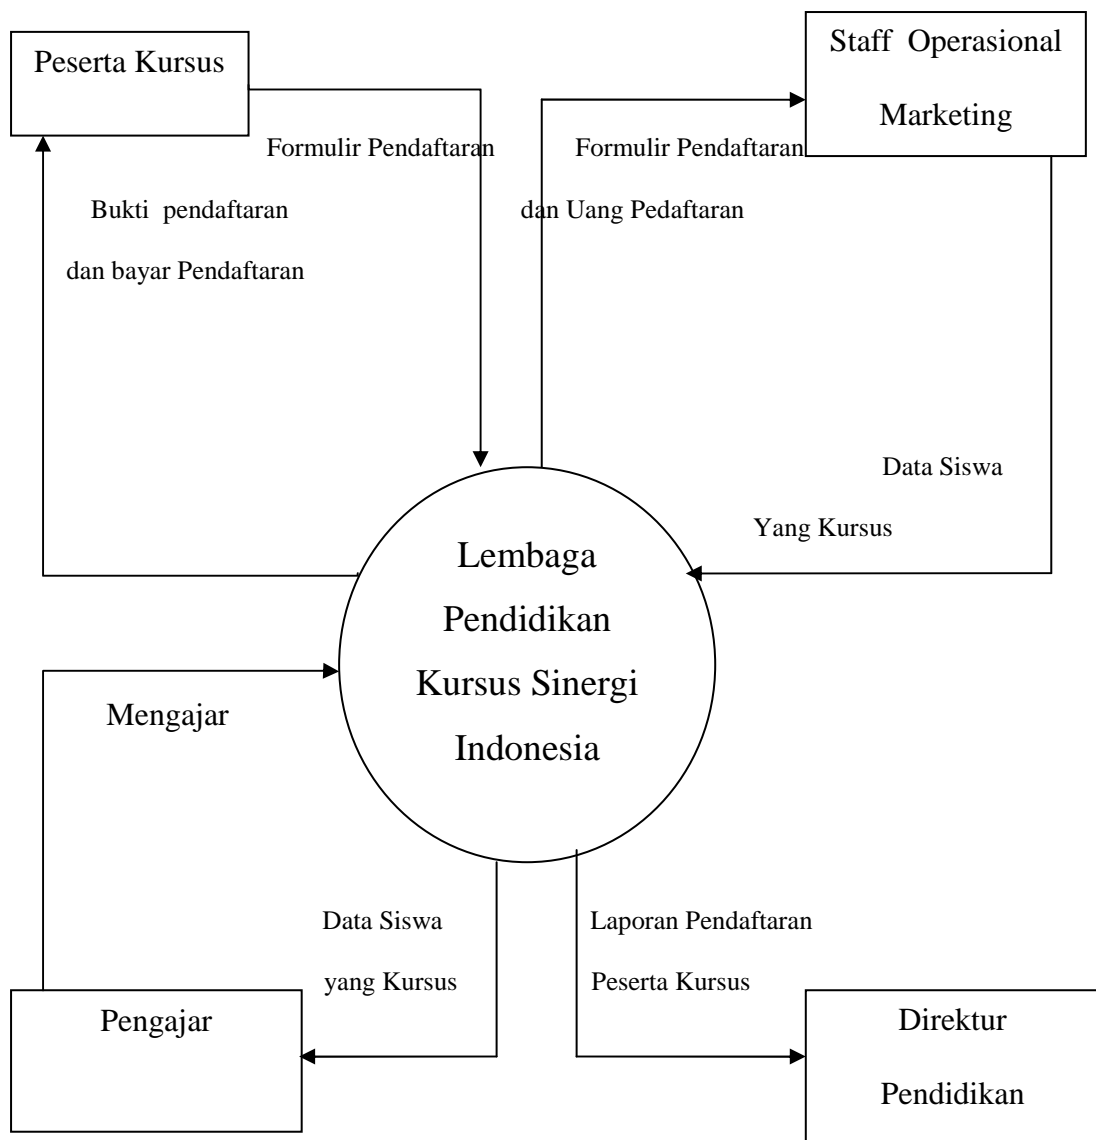 Peserta Kursus
Staff Operasional
Marketing
Formulir Pendaftaran
Formulir Pendaftaran
dan Uang Pedaftaran
Bukti pendaftaran
dan bayar Pendaftaran
Data Siswa
Yang Kursus
Lembaga
Pendidikan
Kursus Sinergi
Indonesia
Mengajar
Data Siswa
yang Kursus
Laporan Pendaftaran
Peserta Kursus
Pengajar
Direktur
Pendidikan